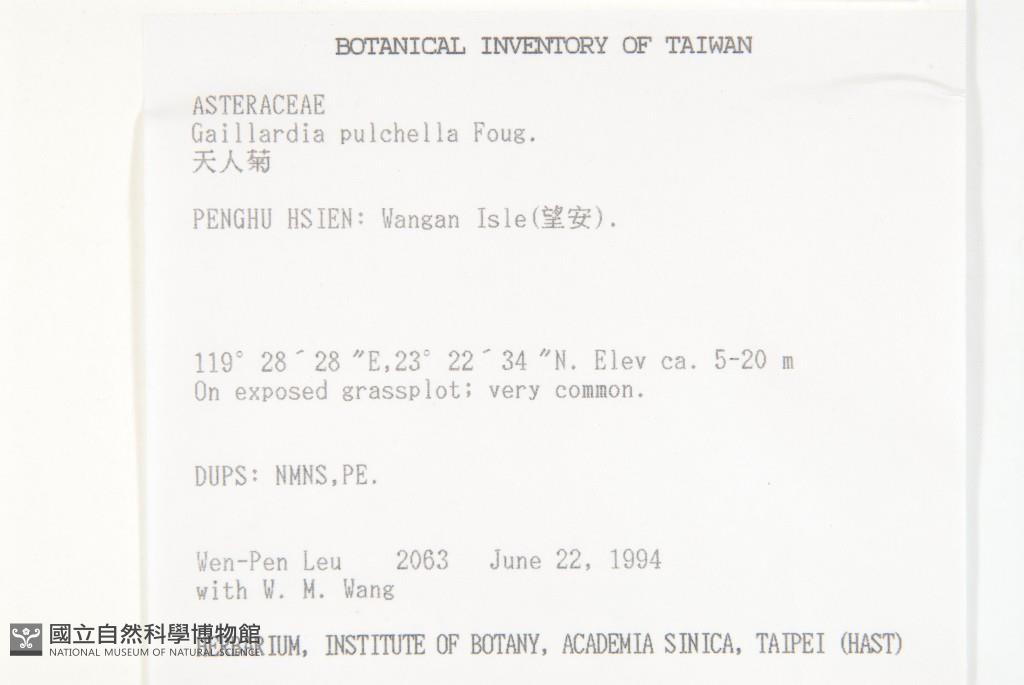 BOTANICAL INVENTORY OF TAIWAN
ASTERACEAE
Gaillardia pulchella Foug.
天人菊
PENGHU HSIEN: Wangan Isle(望安).
119° 28 ´ 28 ″E,23° 22 ´ 34 ″N. Elev ca. 5-20 m
On exposed grassplot; very common.
DUPS: NMNS,PE.
Wen-Pen Leu 2063 June 22, 1994
with W. M. Wang
HERBARIUM, INSTITUTE OF BOTANY, ACADEMIA SINICA, TAIPEI (HAST)
國立自然科學博物館
NATIONAL MUSEUM OF NATURAL SCIENCE